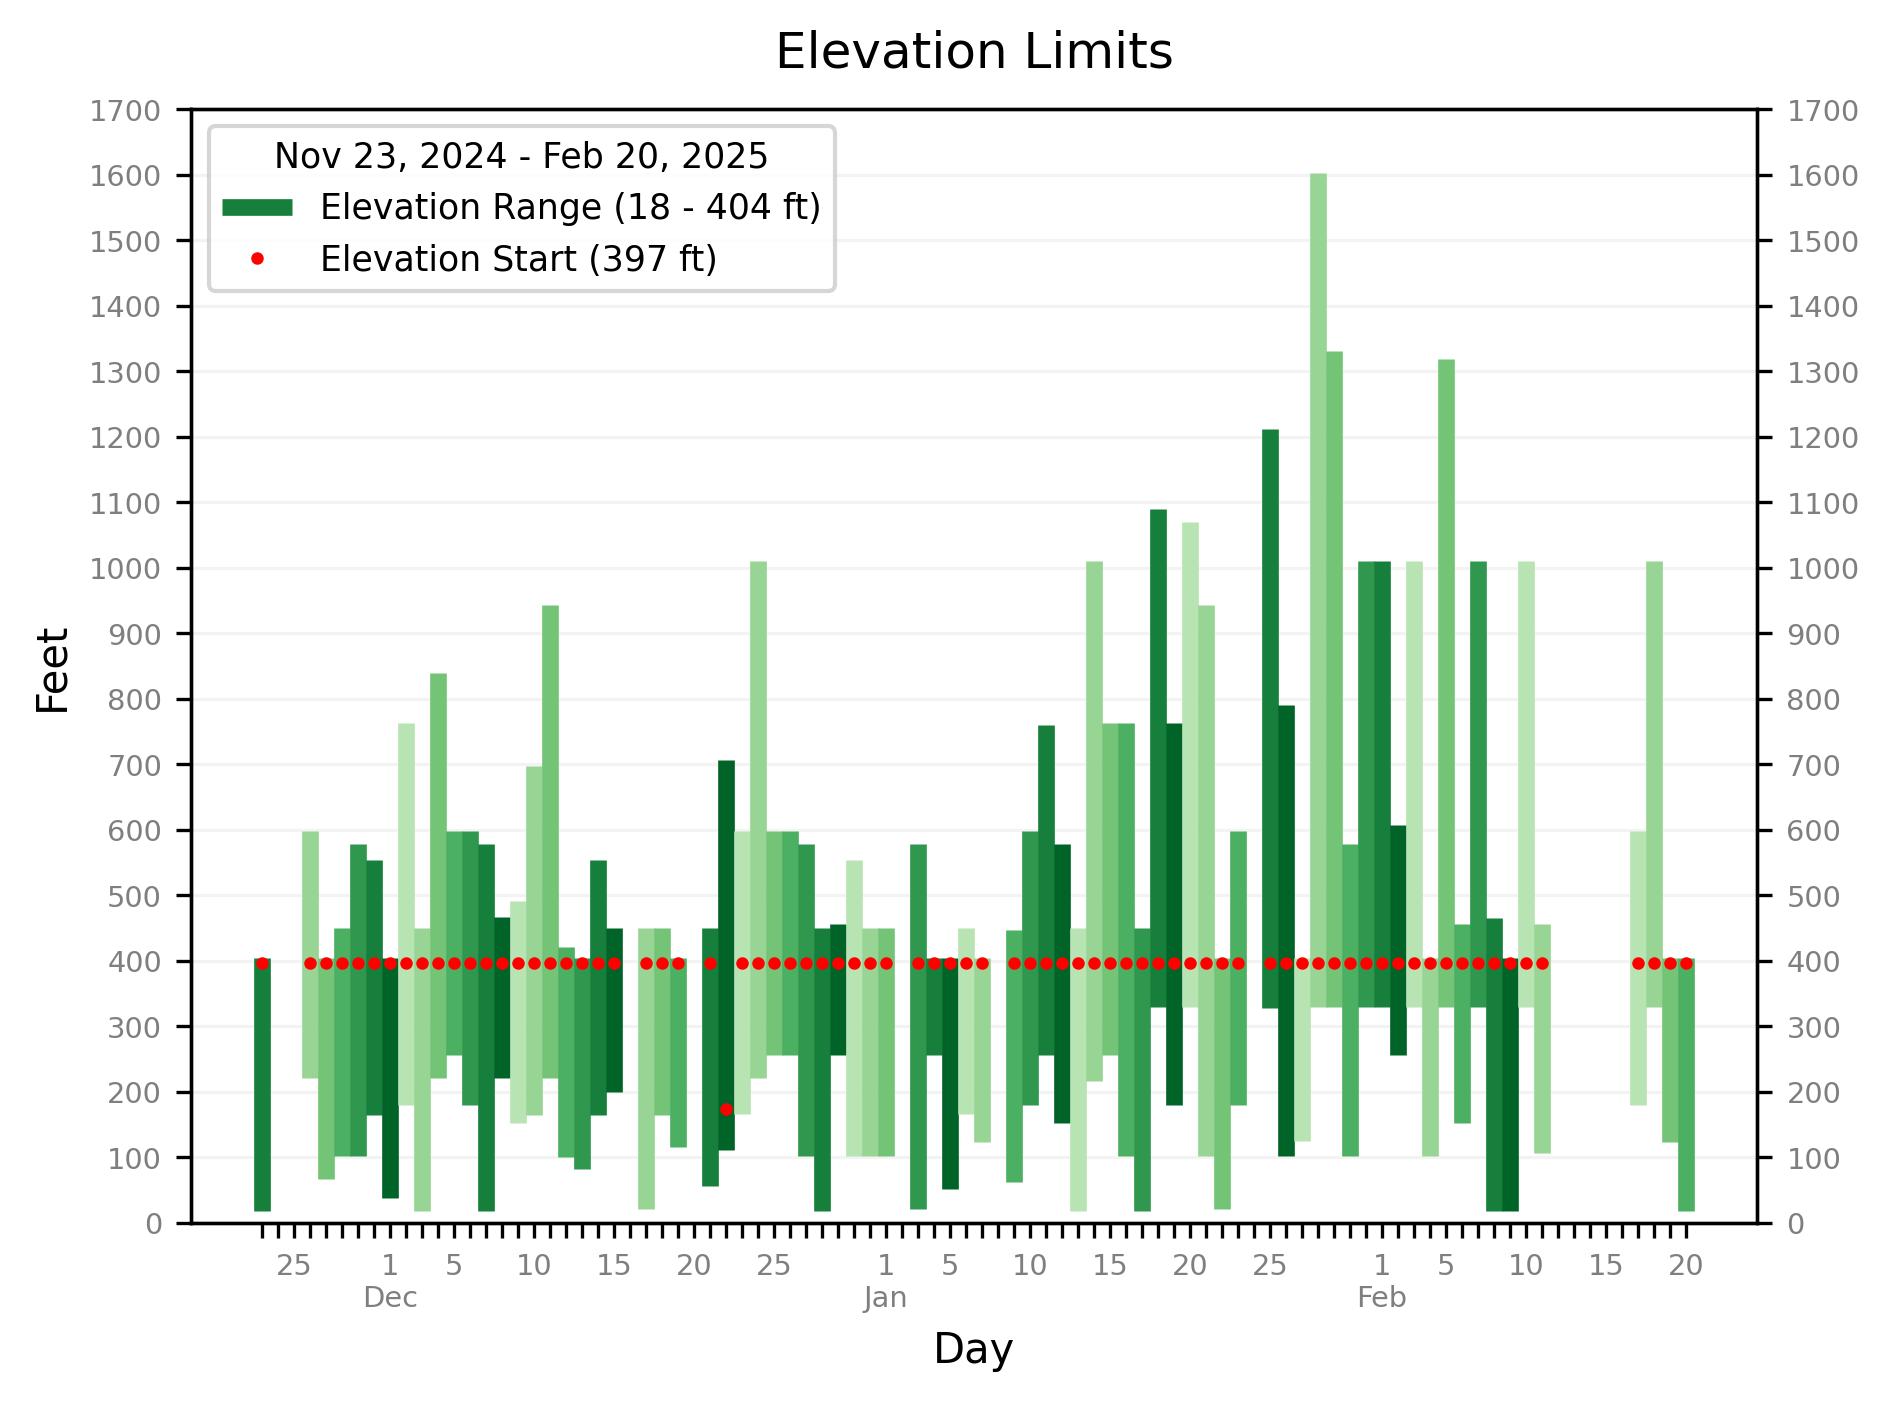 Elevation Limits
1700 1700
Nov 23, 2024 - Feb 20, 2025
1600 1600
Elevation Range (18 - 404 ft)
1500 1500
Elevation Start (397 ft)
1400 1400
1300 1300
1200 1200
1100 1100
1000 1000
900 900
800 800
700 700
Feet
600 600
500 500
400 400
300 300
200 200
100 100
0 0
25 1 5 10 15 20 25 1 5 10 15 20 25 1 5 10 15 20
Dec Jan Feb
Day